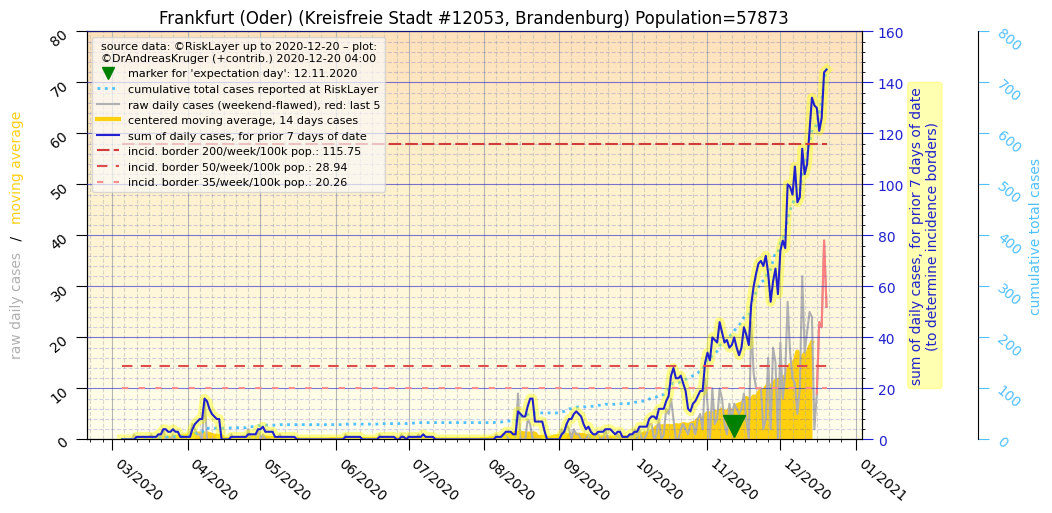 Frankfurt (Oder) (Kreisfreie Stadt #12053, Brandenburg) Population=57873
source data: ©RiskLayer up to 2020-12-20 – plot:
©DrAndreasKruger (+contrib.) 2020-12-20 04:00
marker for 'expectation day': 12.11.2020
cumulative total cases reported at RiskLayer
raw daily cases (weekend-flawed), red: last 5
centered moving average, 14 days cases
sum of daily cases, for prior 7 days of date
incid. border 200/week/100k pop.: 115.75
incid. border 50/week/100k pop.: 28.94
incid. border 35/week/100k pop.: 20.26
raw daily cases / moving average
80
70
60
50
40
30
20
10
0
160
140
120
100
80
60
40
20
0
sum of daily cases, for prior 7 days of date
(to determine incidence borders)
800
700
600
500
400
300
200
100
0
cumulative total cases
03/2020
04/2020
05/2020
06/2020
07/2020
08/2020
09/2020
10/2020
11/2020
12/2020
01/2021